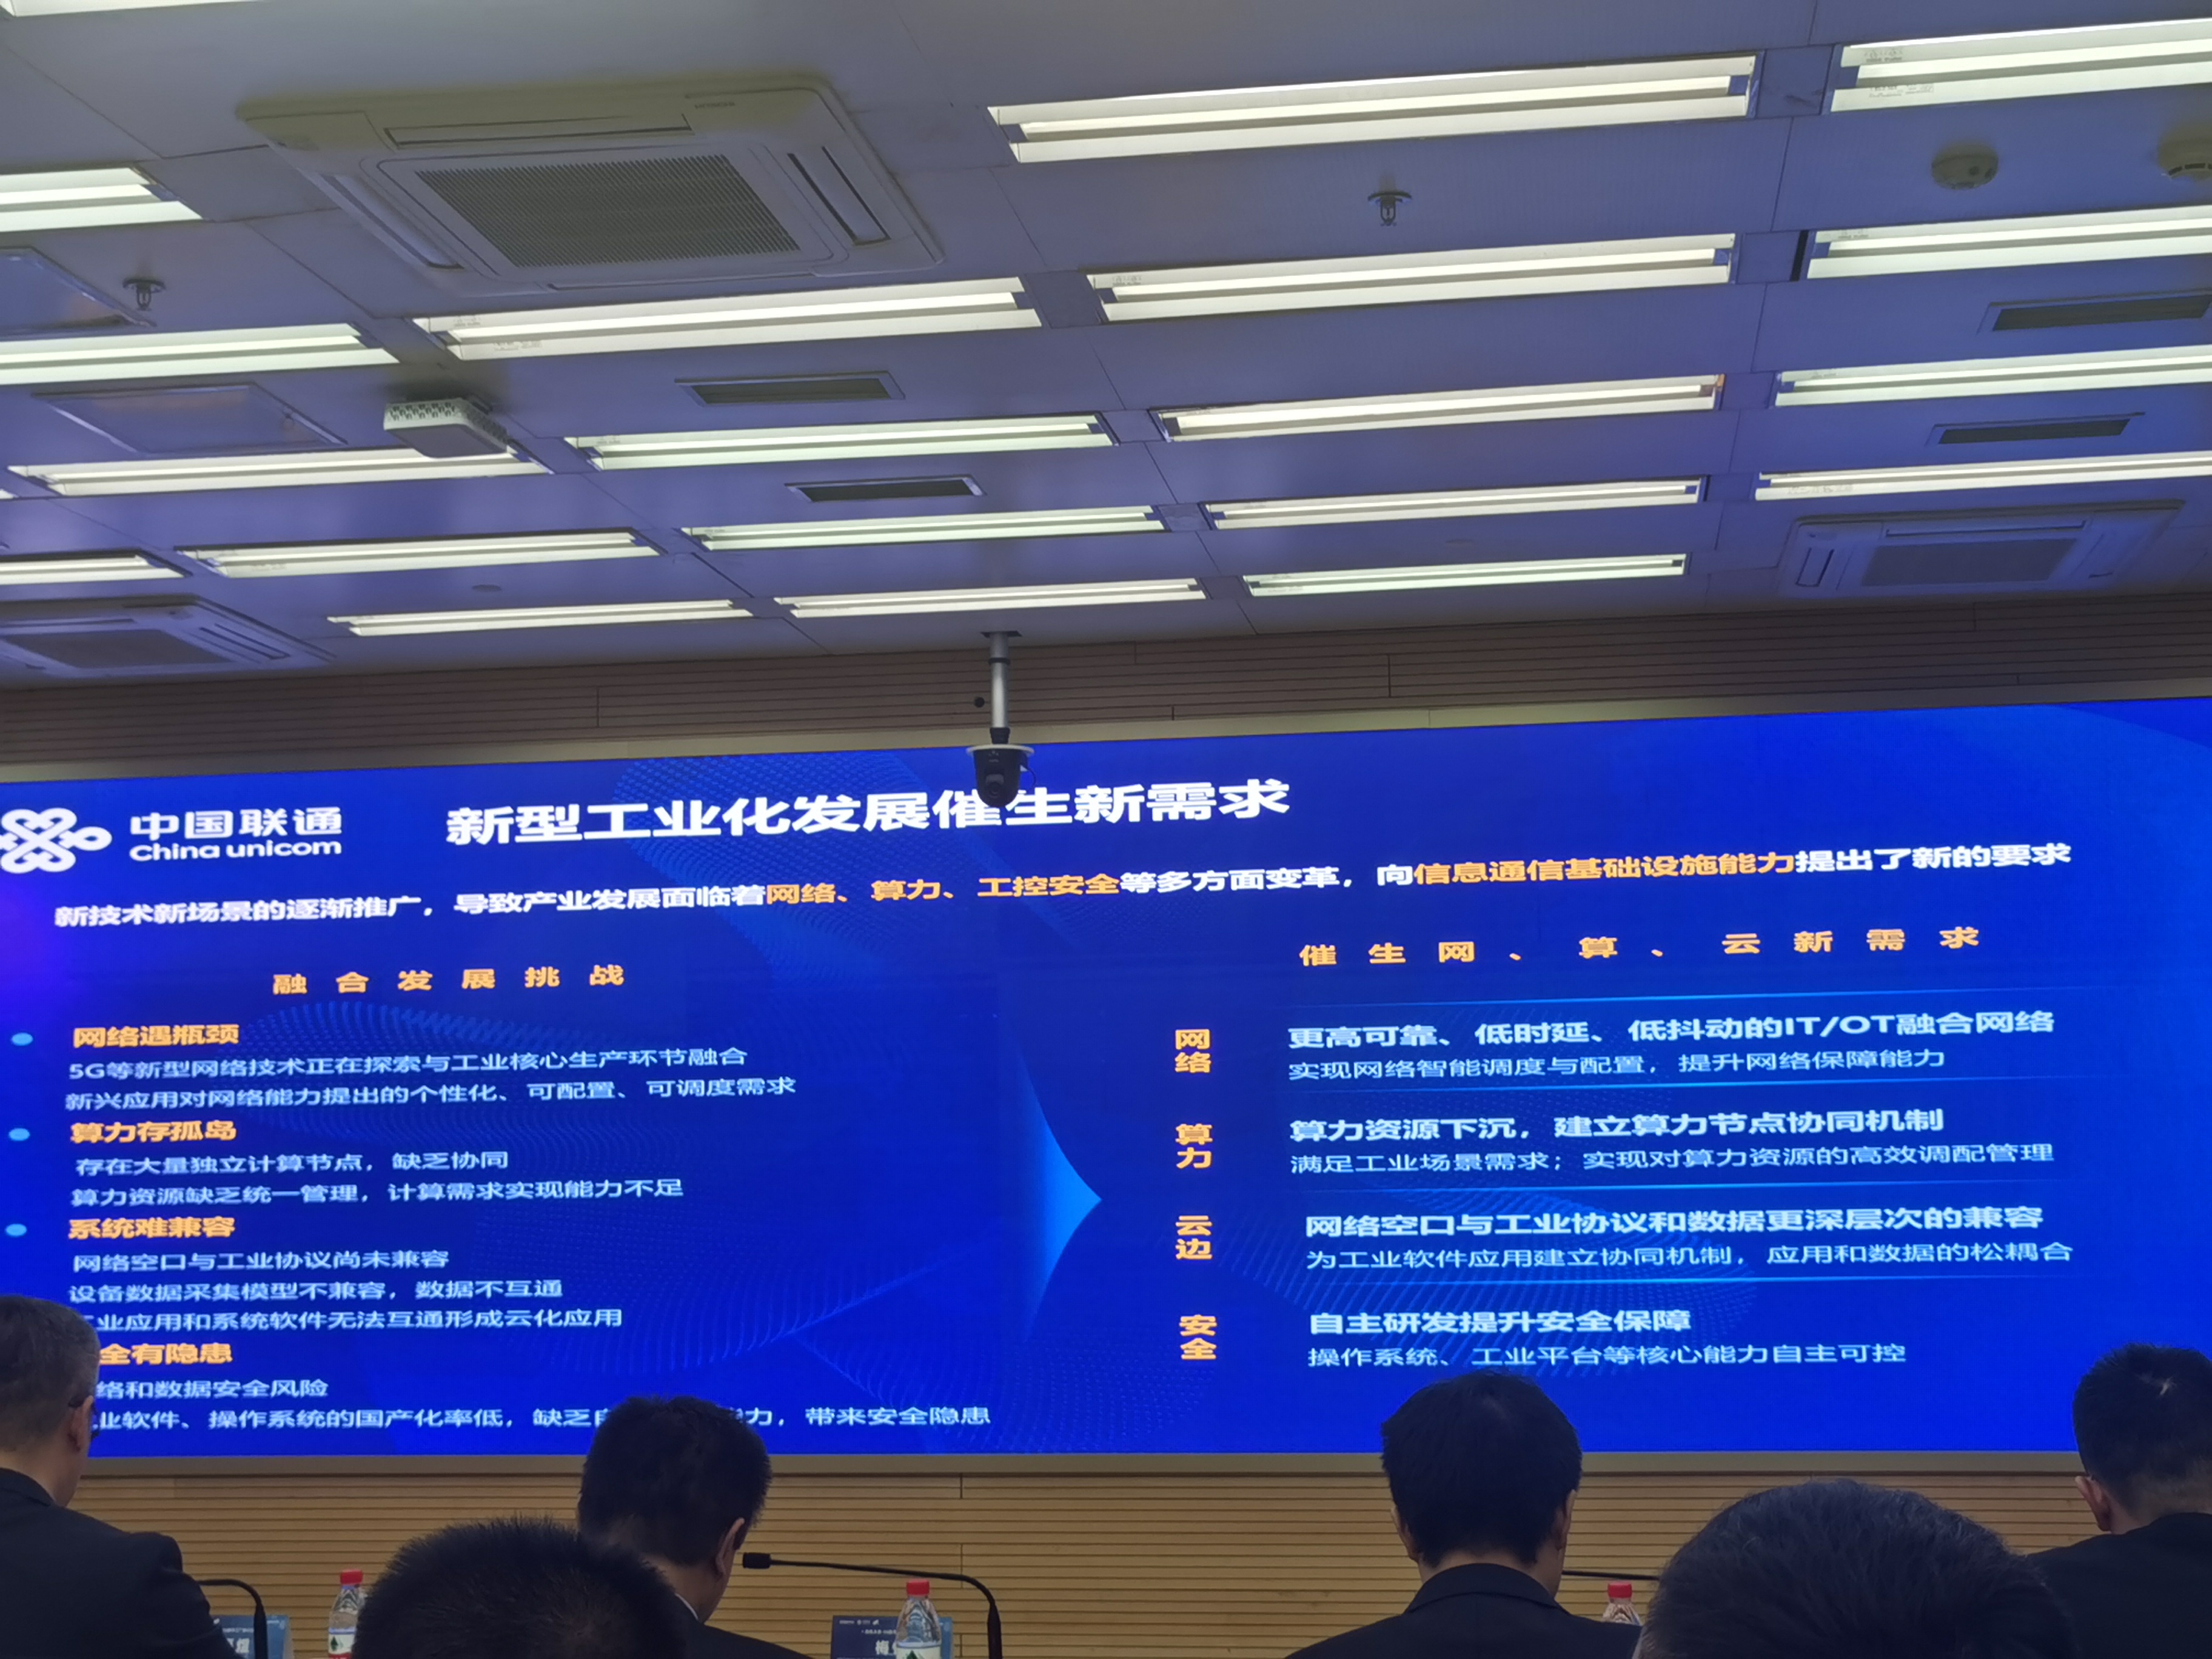 HITACHI
中国联通
China unicom
新型工业化发展催生新需求
新技术新场景的逐渐推广，导致产业发展面临着网络、算力、工控安全等多方面变革，向信息通信基础设施能力提出了新的要求
融合发展挑战
网络遇瓶颈
5G等新型网络技术正在探索与工业核心生产环节融合
新兴应用对网络能力提出的个性化、可配置、可调度需求
算力存孤岛
存在大量独立计算节点，缺乏协同
算力资源缺乏统一管理，计算需求实现能力不足
系统难兼容
网络空口与工业协议尚未兼容
设备数据采集模型不兼容，数据不互通
业应用和系统软件无法互通形成云化应用
全有隐患
络和数据安全风险
业软件、操作系统的国产化率低，缺乏 力，带来安全隐患
催生网、算、云新需求
网络
更高可靠、低时延、低抖动的IT/OT融合网络
实现网络智能调度与配置，提升网络保障能力
算力
算力资源下沉，建立算力节点协同机制
满足工业场景需求；实现对算力资源的高效调配管理
云边
网络空口与工业协议和数据更深层次的兼容
为工业软件应用建立协同机制，应用和数据的松耦合
安全
自主研发提升安全保障
操作系统、工业平台等核心能力自主可控
梅